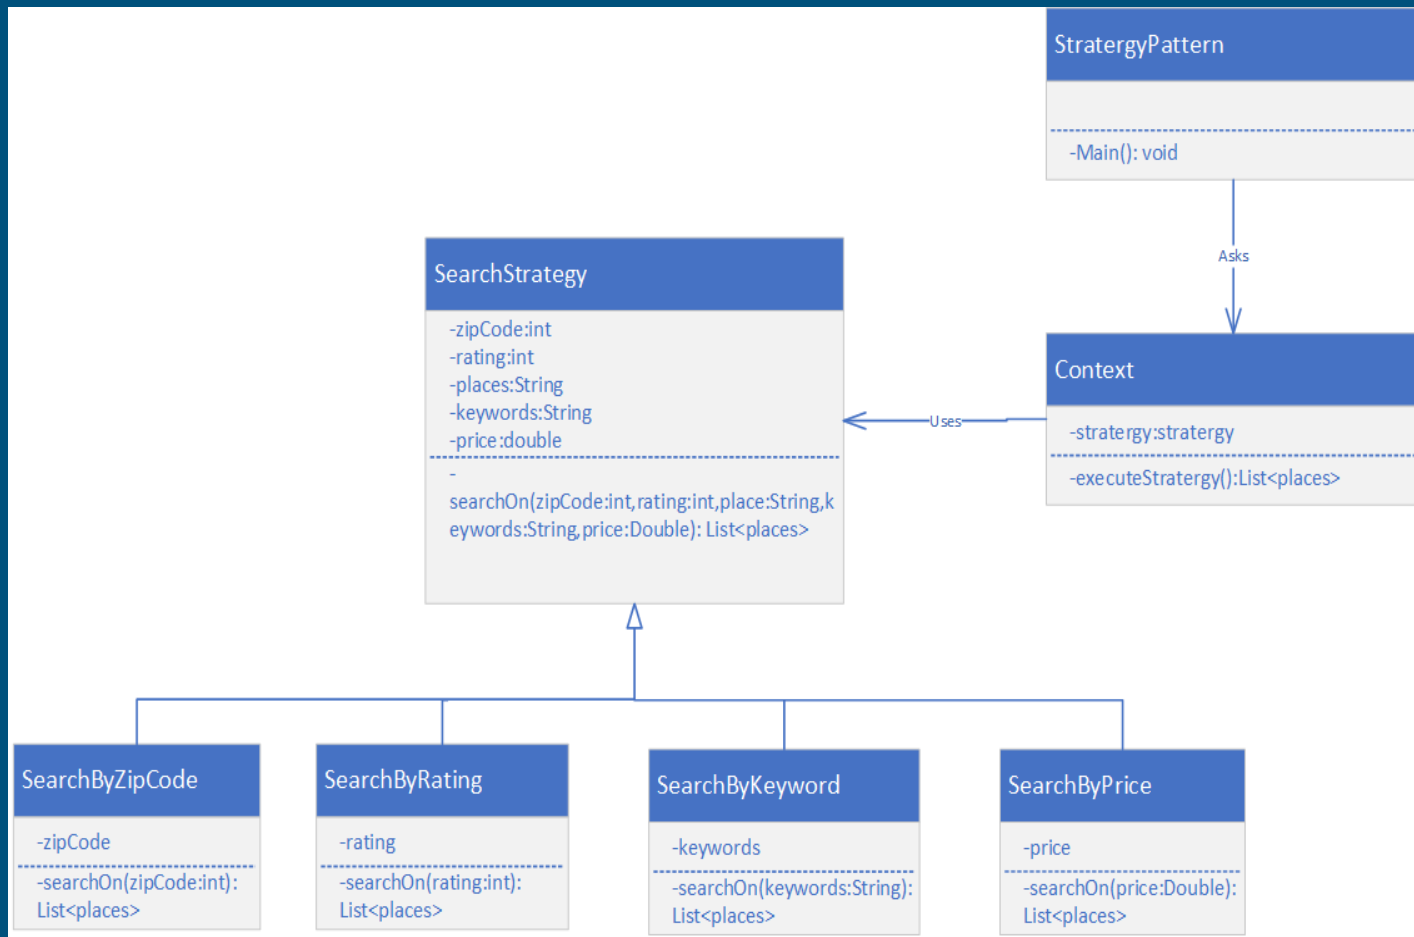 StratergyPattern
-Main(): void
Asks
SearchStrategy
-zipCode:int
-rating:int
-places:String
-keywords:String
-price:double
-
searchOn(zipCode:int,rating:int,place:String,k
eywords:String,price:Double): List<places>
Uses
Context
-stratergy:stratergy
-executeStratergy():List<places>
SearchByZipCode
-zipCode
-searchOn(zipCode:int):
List<places>
SearchByRating
-rating
-searchOn(rating:int):
List<places>
SearchByKeyword
-keywords
-searchOn(keywords:String):
List<places>
SearchByPrice
-price
-searchOn(price:Double):
List<places>